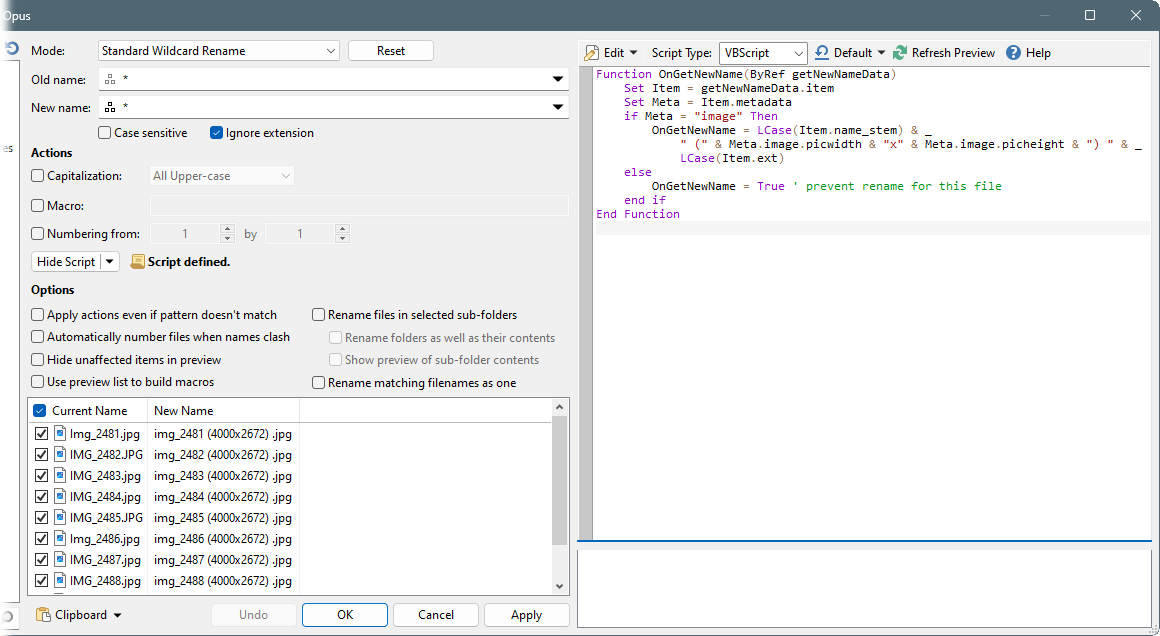 Opus
es
Mode: Standard Wildcard Rename Reset
Old name: *
New name: *
Case sensitive Ignore extension
Actions
Capitalization: All Upper-case
Macro:
Numbering from: 1 by 1
Hide Script Script defined.
Options
Apply actions even if pattern doesn't match
Automatically number files when names clash
Hide unaffected items in preview
Use preview list to build macros
Rename files in selected sub-folders
Rename folders as well as their contents
Show preview of sub-folder contents
Rename matching filenames as one
Current Name New Name
Img_2481.jpg img_2481 (4000x2672) .jpg
IMG_2482.JPG img_2482 (4000x2672) .jpg
IMG_2483.jpg img_2483 (4000x2672) .jpg
IMG_2484.jpg img_2484 (4000x2672) .jpg
IMG_2485.JPG img_2485 (4000x2672) .jpg
Img_2486.jpg img_2486 (4000x2672) .jpg
IMG_2487.jpg img_2487 (4000x2672) .jpg
IMG_2488.jpg img_2488 (4000x2672) .jpg
Clipboard Undo OK Cancel Apply
Edit Script Type: VBScript Default Refresh Preview Help
Function OnGetNewName(ByRef getNewNameData)
Set Item = getNewNameData.item
Set Meta = Item.metadata
if Meta = "image" Then
OnGetNewName = LCase(Item.name_stem) & _
" (" & Meta.image.picwidth & "x" & Meta.image.picheight & ") " & _
LCase(Item.ext)
else
OnGetNewName = True ' prevent rename for this file
end if
End Function